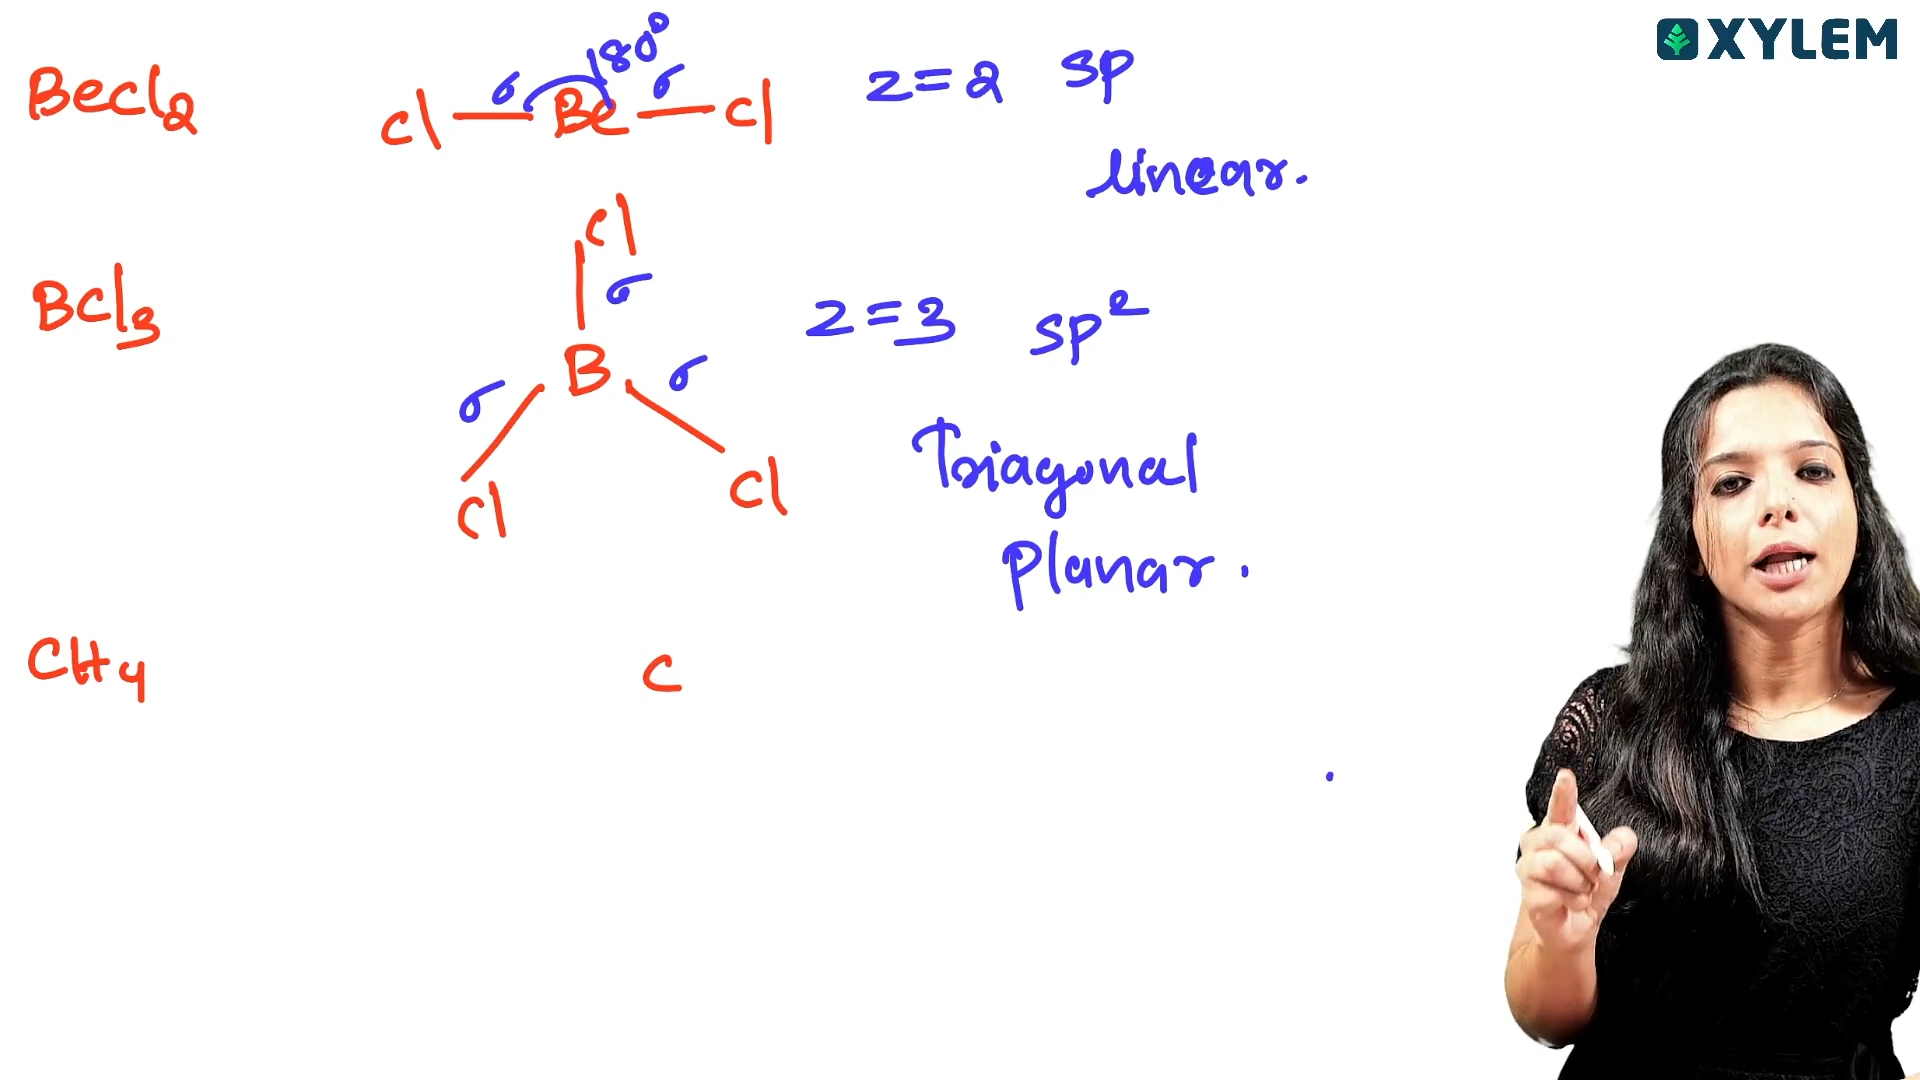 XYLEM
BeCl2 Cl — Be — Cl σ σ 180° z=2 sp
linear.
Cl
σ
BCl3 B σ σ z=3 sp²
Cl Cl Triagonal
Planar.
CH4 C